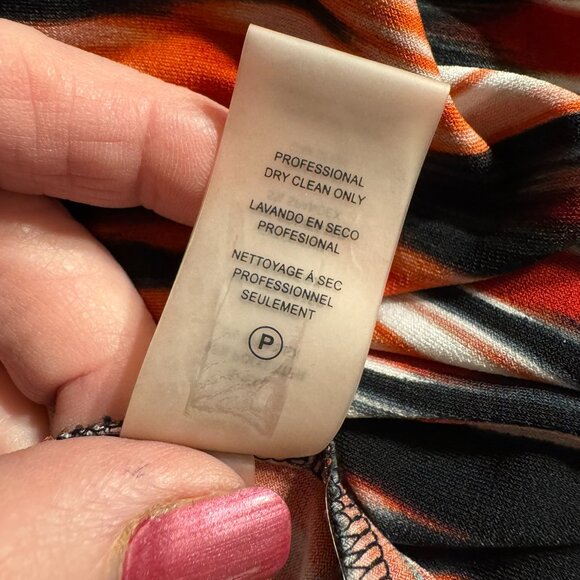 PROFESSIONAL
DRY CLEAN ONLY
LAVANDO EN SECO
PROFESIONAL
NETTOYAGE À SEC
PROFESSIONNEL
SEULEMENT
P